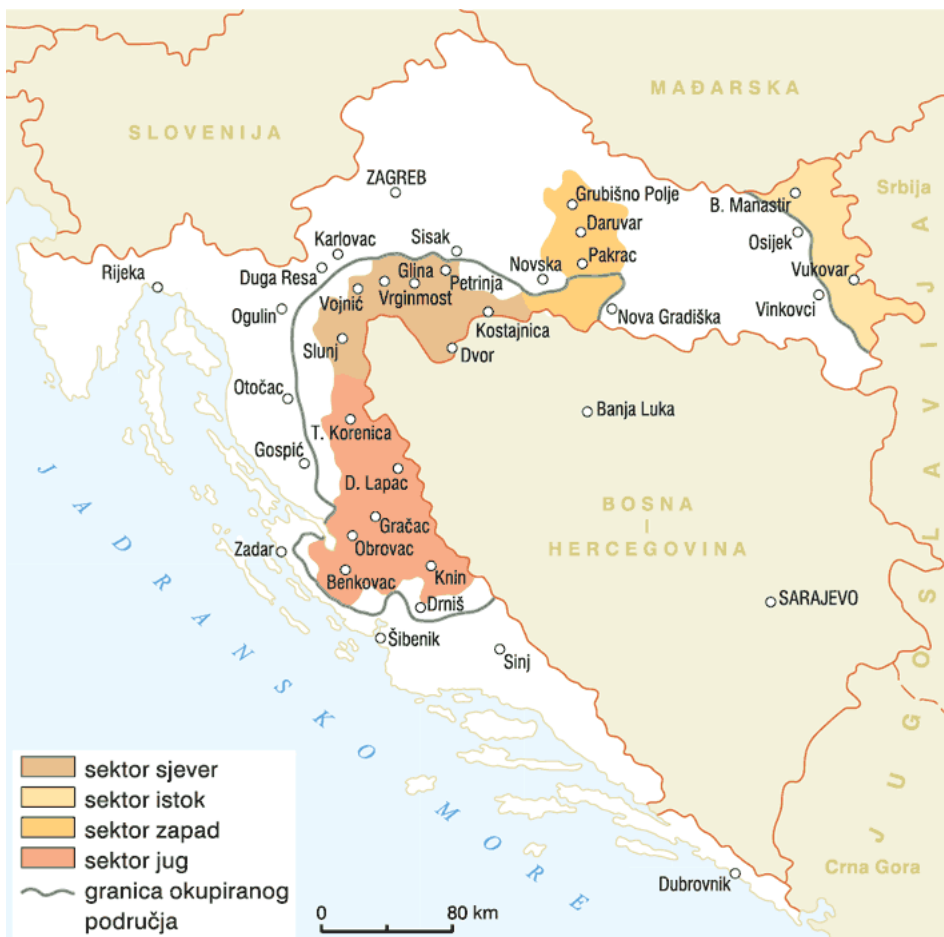 MAĐARSKA
SLOVENIJA
Srbija
ZAGREB
Grubišno Polje
B. Manastir
Daruvar
Osijek
Karlovac
Sisak
Pakrac
Rijeka
Duga Resa
Glina
Novska
Vukovar
Petrinja
Vojnić
Vrginmost
Vinkovci
Ogulin
Kostajnica
Nova Gradiška
Slunj
Dvor
Otočac
Banja Luka
T. Korenica
Gospić
D. Lapac
BOSNA
I
HERCEGOVINA
Gračac
Zadar
Obrovac
Benkovac
Knin
Drniš
SARAJEVO
Šibenik
Sinj
JADRANSKO MORE
JUGOSLAVIJA
Crna Gora
Dubrovnik
sektor sjever
sektor istok
sektor zapad
sektor jug
granica okupiranog
područja
0 80 km